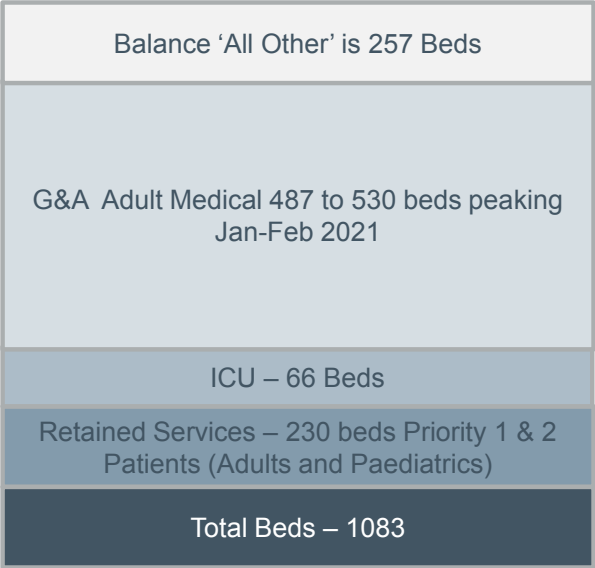 Balance ‘All Other’ is 257 Beds
G&A  Adult Medical 487 to 530 beds peaking
Jan-Feb 2021
ICU – 66 Beds
Retained Services – 230 beds Priority 1 & 2
Patients (Adults and Paediatrics)
Total Beds – 1083